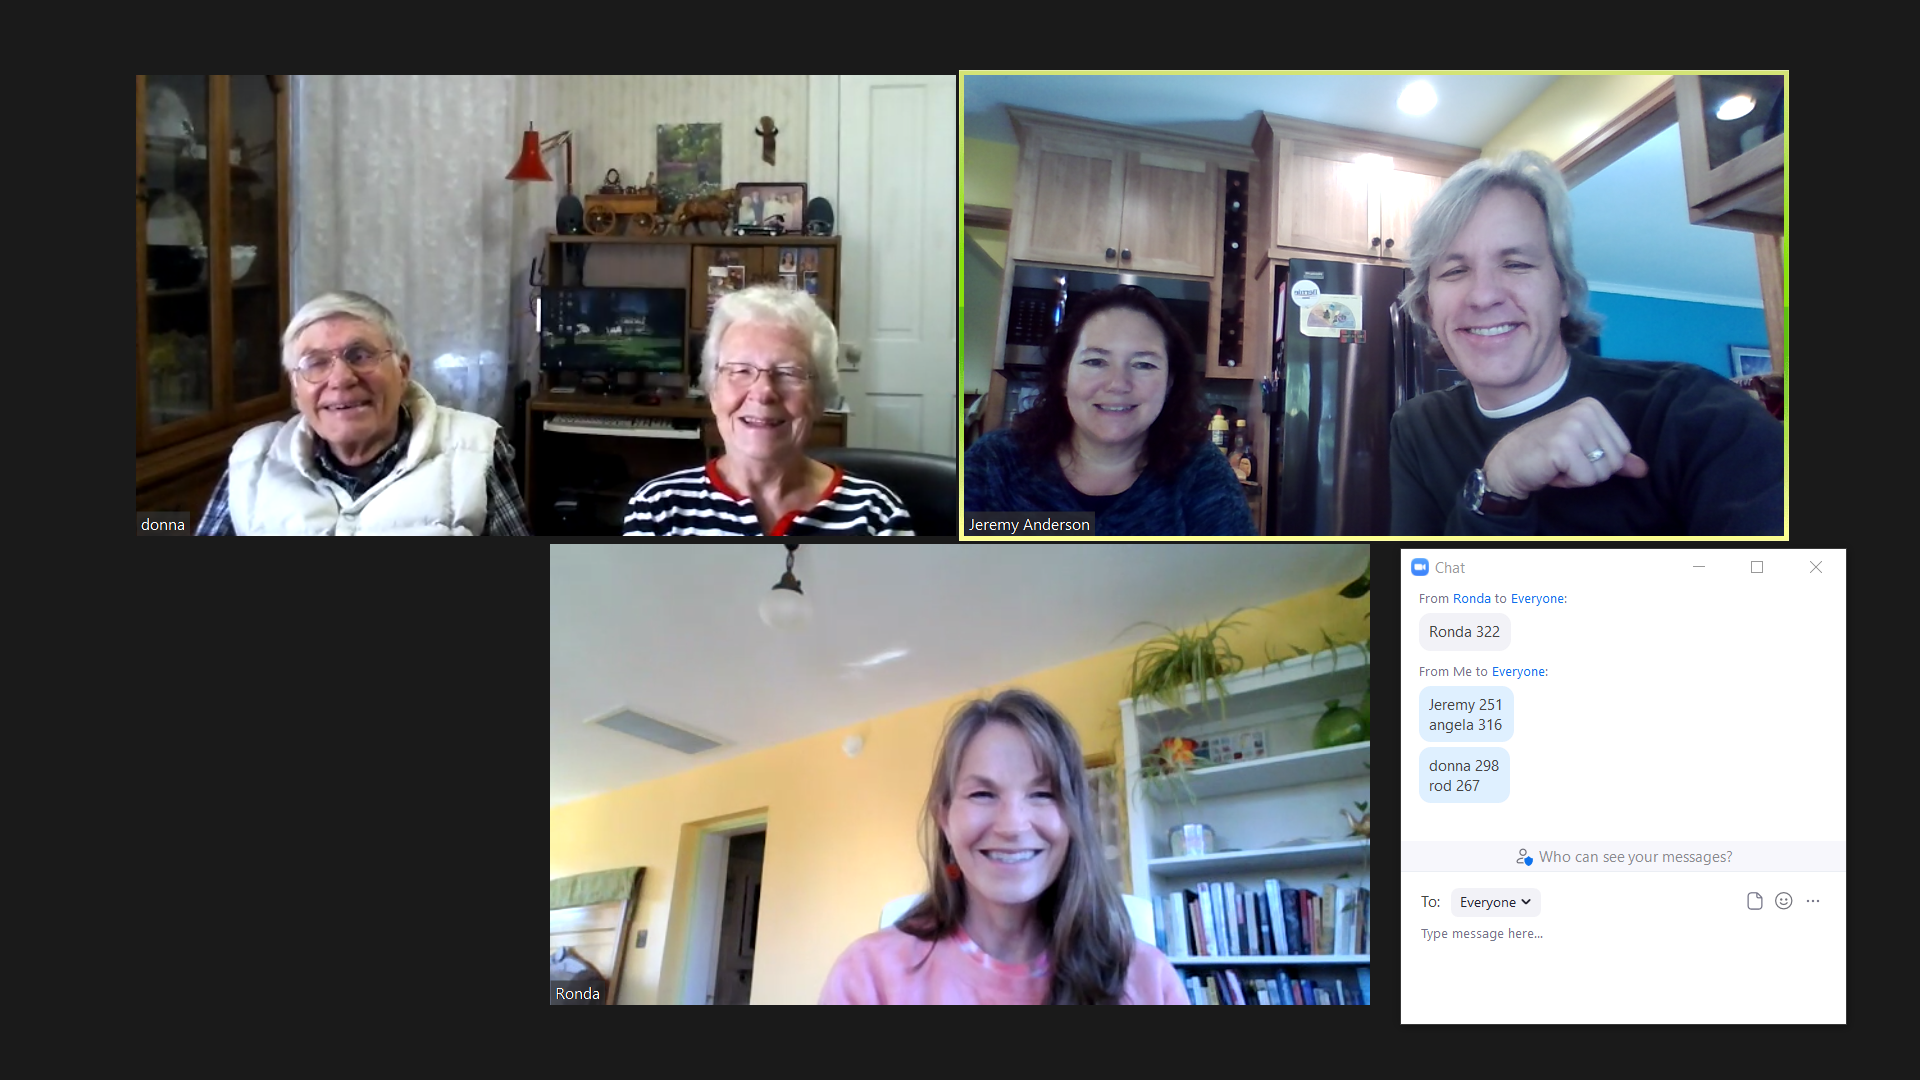 donna
Jeremy Anderson
Ronda
Chat
From Ronda to Everyone:
Ronda 322
From Me to Everyone:
Jeremy 251
angela 316
donna 298
rod 267
Who can see your messages?
To: Everyone
Type message here...